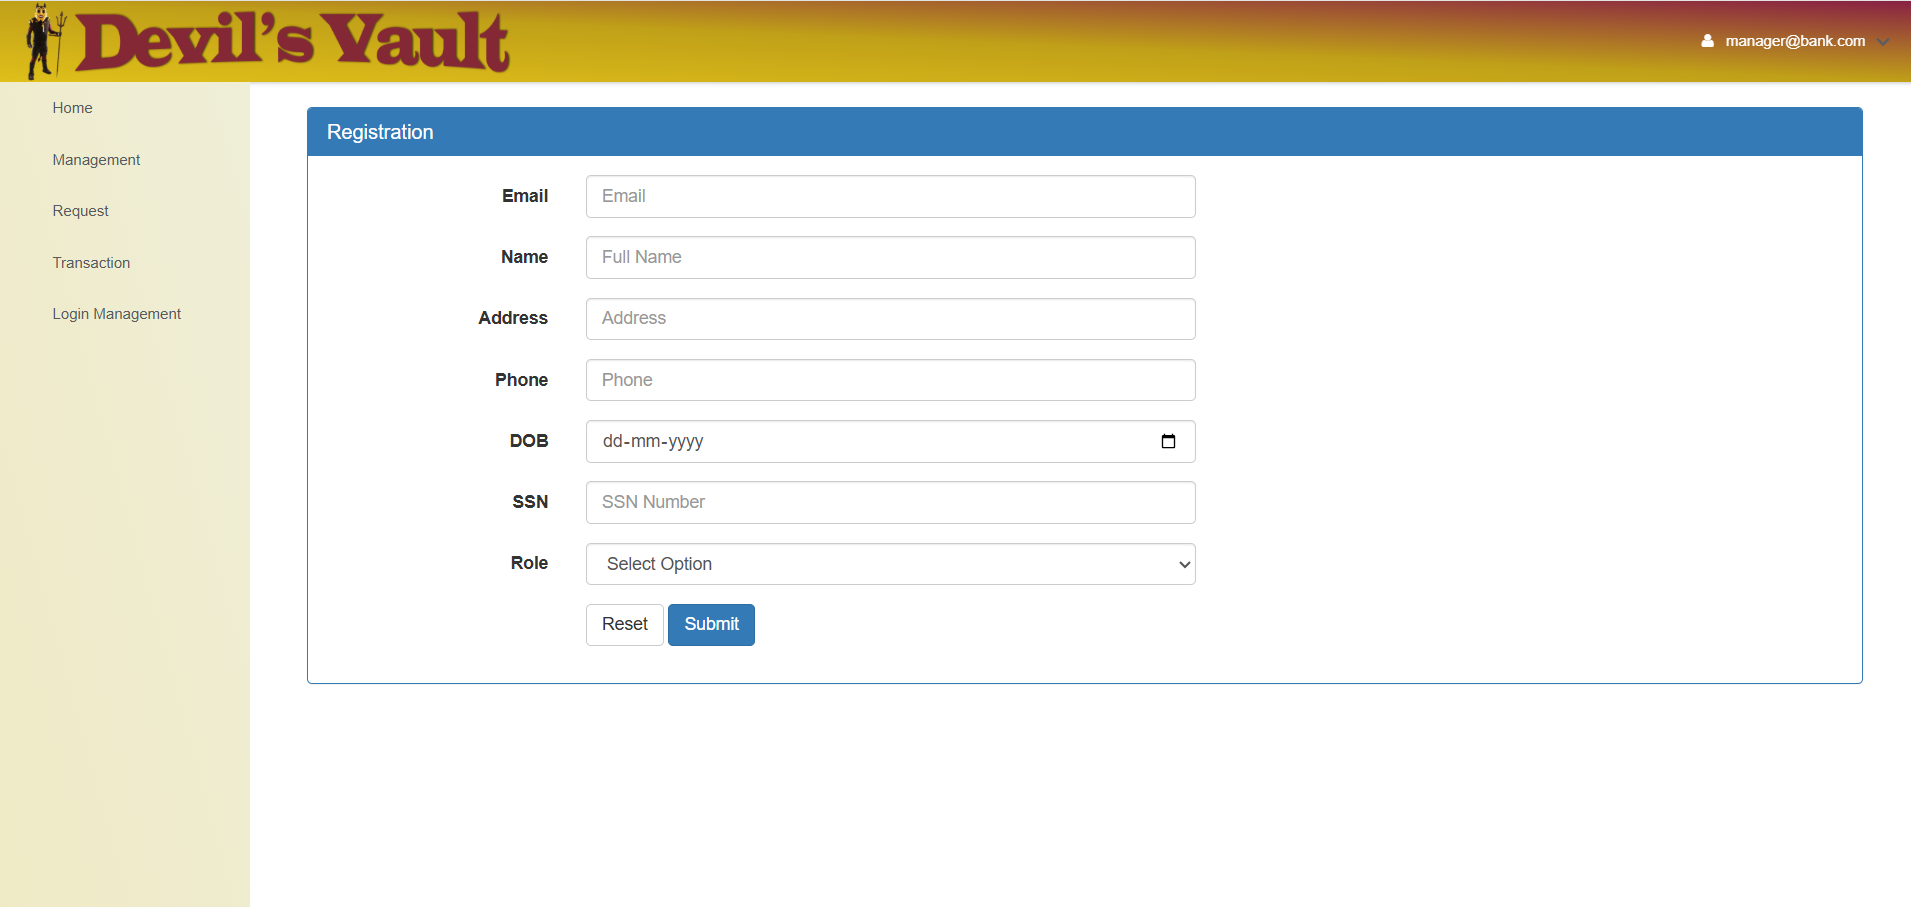 Devil's Vault
manager@bank.com
Home
Management
Request
Transaction
Login Management
Registration
Email Email
Name Full Name
Address Address
Phone Phone
DOB dd-mm-yyyy
SSN SSN Number
Role Select Option
Reset Submit